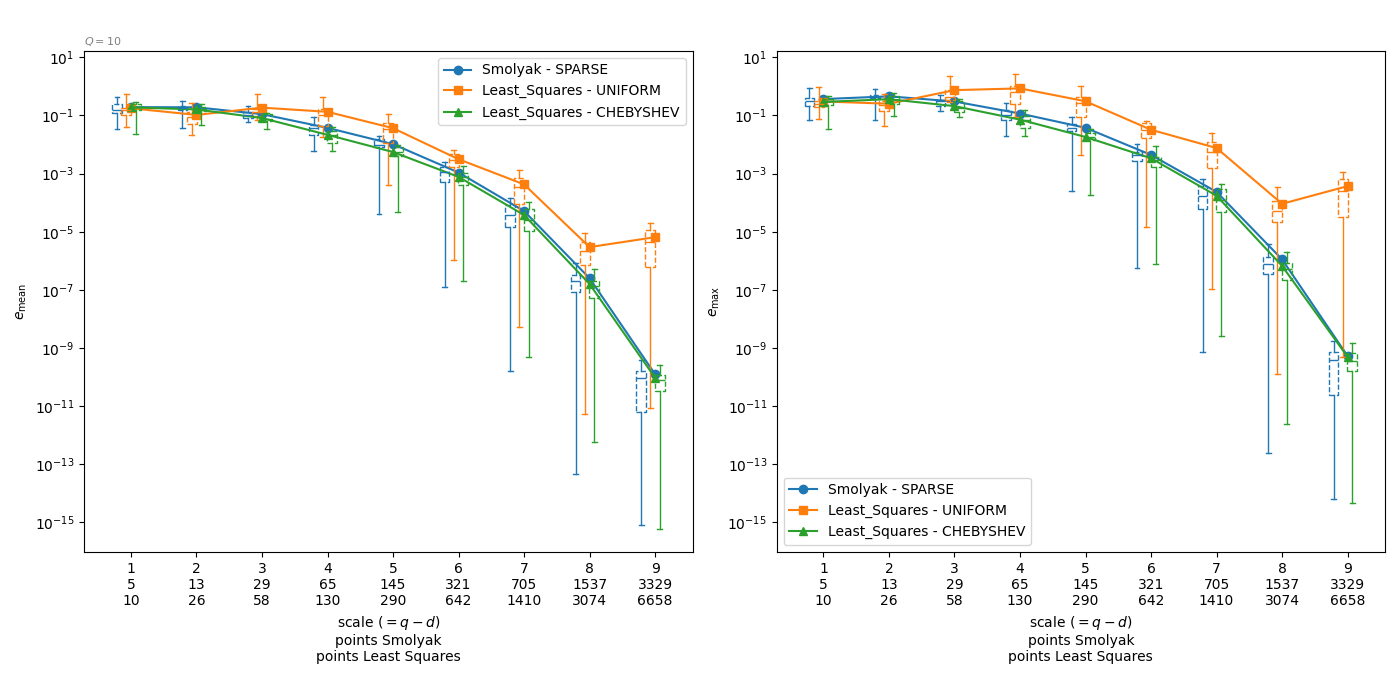 Q = 10
10^1
10^-1
10^-3
10^-5
10^-7
10^-9
10^-11
10^-13
10^-15
e_mean
Smolyak - SPARSE
Least_Squares - UNIFORM
Least_Squares - CHEBYSHEV
1 2 3 4 5 6 7 8 9
5 13 29 65 145 321 705 1537 3329
10 26 58 130 290 642 1410 3074 6658
scale (= q − d)
points Smolyak
points Least Squares
10^1
10^-1
10^-3
10^-5
10^-7
10^-9
10^-11
10^-13
10^-15
e_max
Smolyak - SPARSE
Least_Squares - UNIFORM
Least_Squares - CHEBYSHEV
1 2 3 4 5 6 7 8 9
5 13 29 65 145 321 705 1537 3329
10 26 58 130 290 642 1410 3074 6658
scale (= q − d)
points Smolyak
points Least Squares